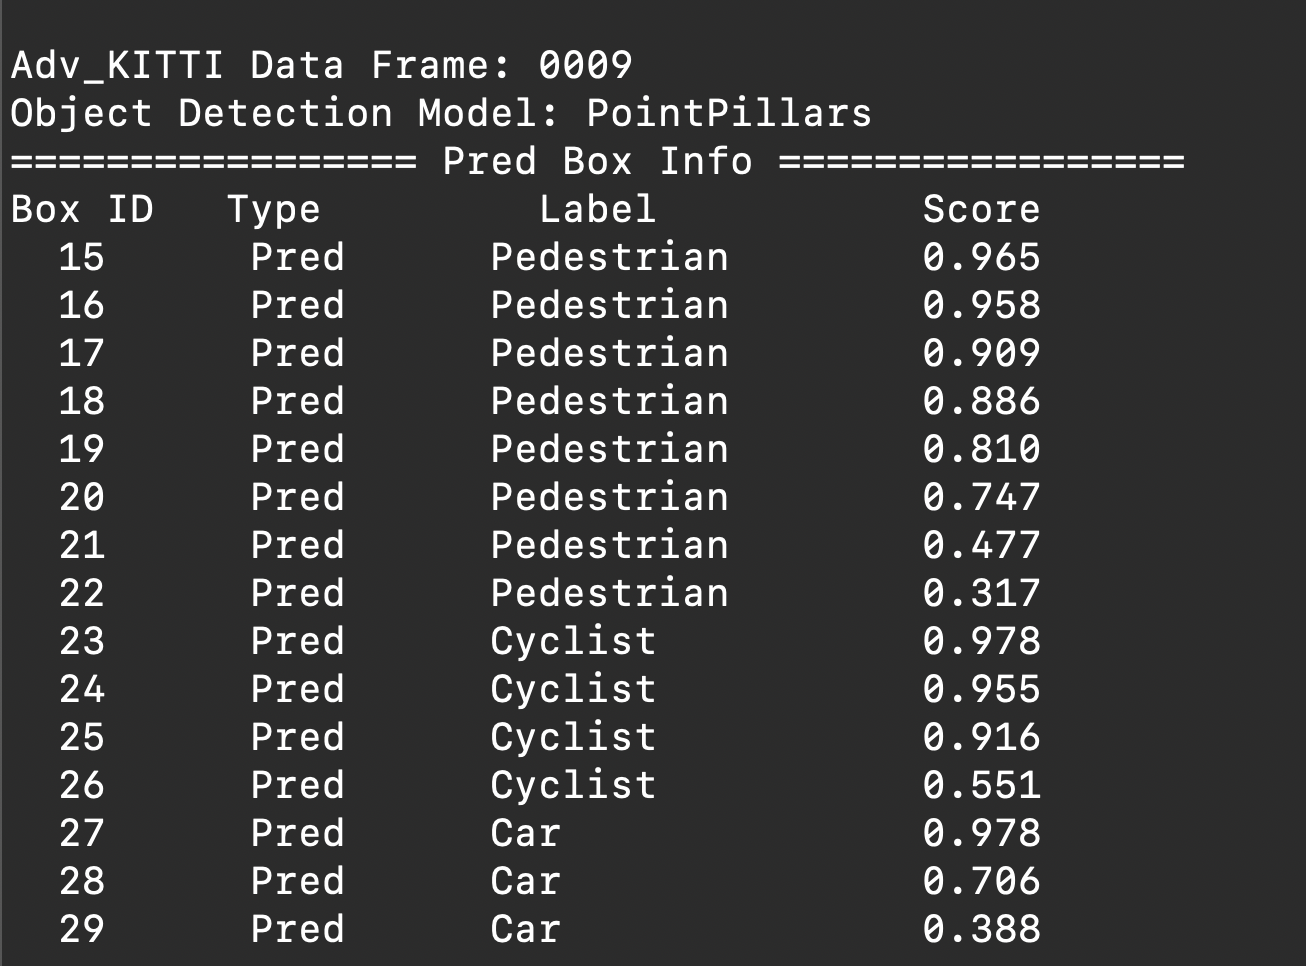 Adv_KITTI Data Frame: 0009
Object Detection Model: PointPillars
================= Pred Box Info =================
Box ID   Type         Label           Score
  15      Pred      Pedestrian        0.965
  16      Pred      Pedestrian        0.958
  17      Pred      Pedestrian        0.909
  18      Pred      Pedestrian        0.886
  19      Pred      Pedestrian        0.810
  20      Pred      Pedestrian        0.747
  21      Pred      Pedestrian        0.477
  22      Pred      Pedestrian        0.317
  23      Pred      Cyclist           0.978
  24      Pred      Cyclist           0.955
  25      Pred      Cyclist           0.916
  26      Pred      Cyclist           0.551
  27      Pred      Car               0.978
  28      Pred      Car               0.706
  29      Pred      Car               0.388